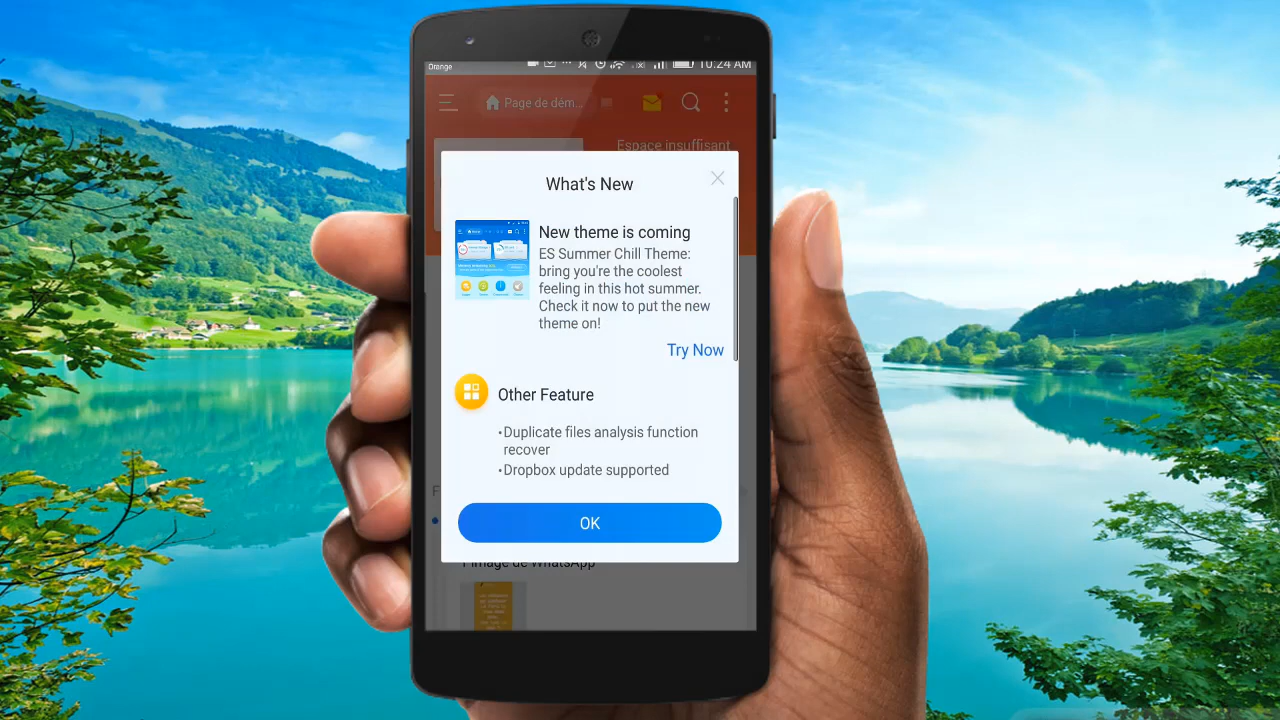 Orange 10:24 AM
Page de dém...
Espace insuffisant
What's New
New theme is coming
ES Summer Chill Theme:
bring you're the coolest
feeling in this hot summer.
Check it now to put the new
theme on!
Try Now
Other Feature
•Duplicate files analysis function
recover
•Dropbox update supported
OK
1 Image de WhatsApp